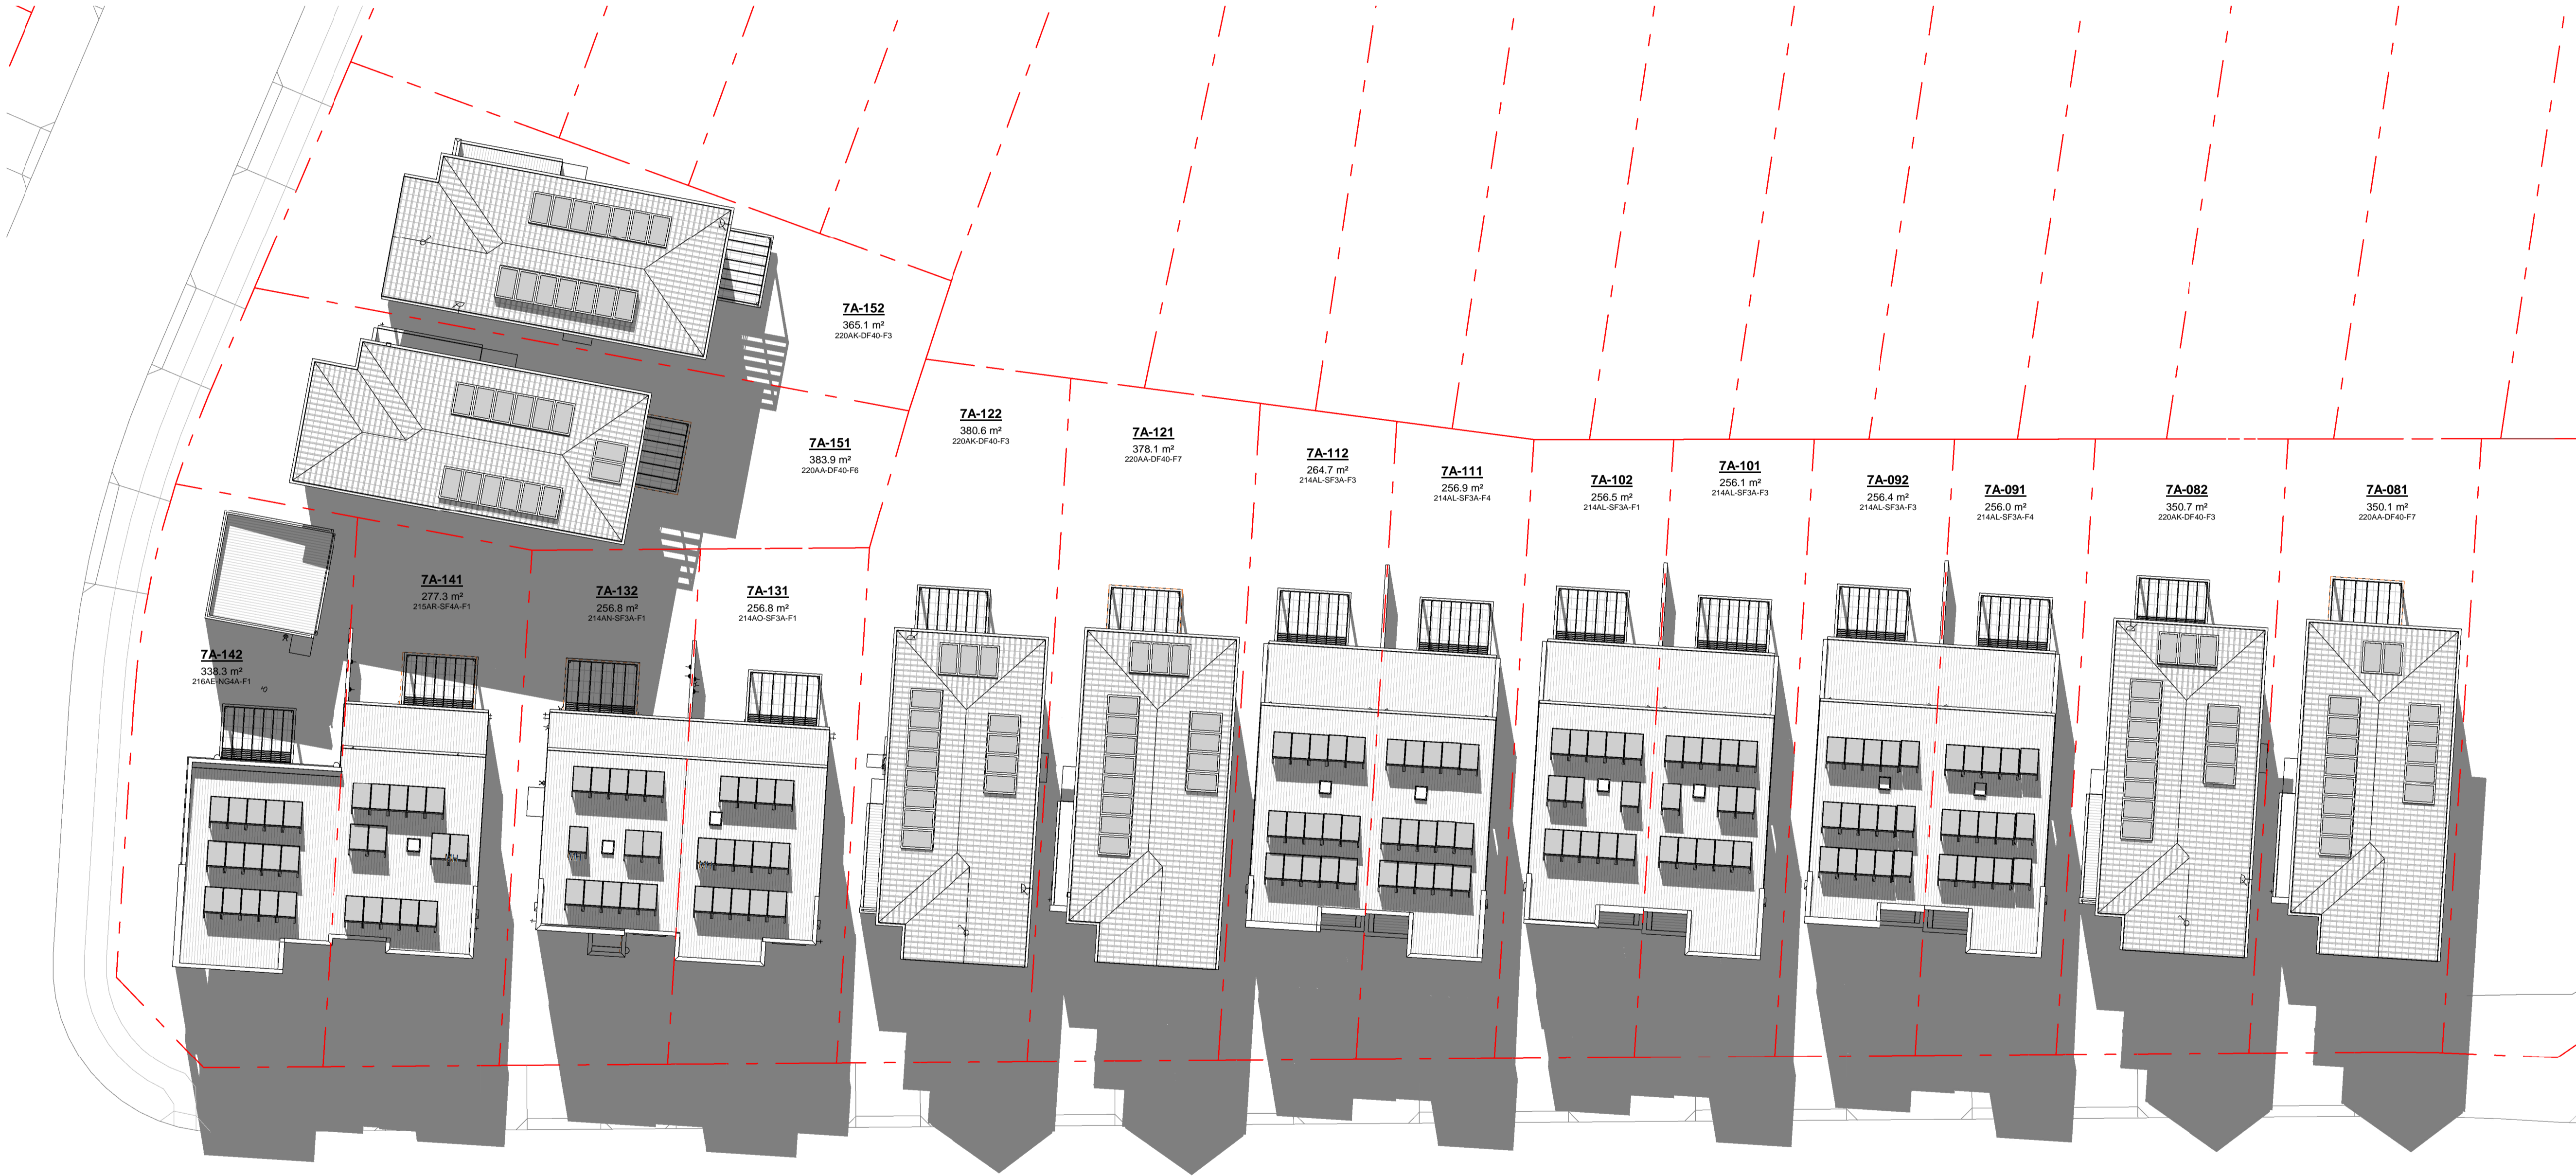 7A-152
365.1 m²
220AK-DF40-F3
7A-151
383.9 m²
220AA-DF40-F6
7A-122
380.6 m²
220AK-DF40-F3
7A-121
378.1 m²
220AA-DF40-F7
7A-112
264.7 m²
214AL-SF3A-F3
7A-111
256.9 m²
214AL-SF3A-F4
7A-102
256.5 m²
214AL-SF3A-F1
7A-101
256.1 m²
214AL-SF3A-F3
7A-092
256.4 m²
214AL-SF3A-F3
7A-091
256.0 m²
214AL-SF3A-F4
7A-082
350.7 m²
220AK-DF40-F3
7A-081
350.1 m²
220AA-DF40-F7
7A-141
277.3 m²
215AR-SF4A-F1
7A-132
256.8 m²
214AN-SF3A-F1
7A-131
256.8 m²
214AO-SF3A-F1
7A-142
338.3 m²
216AE-NG4A-F1